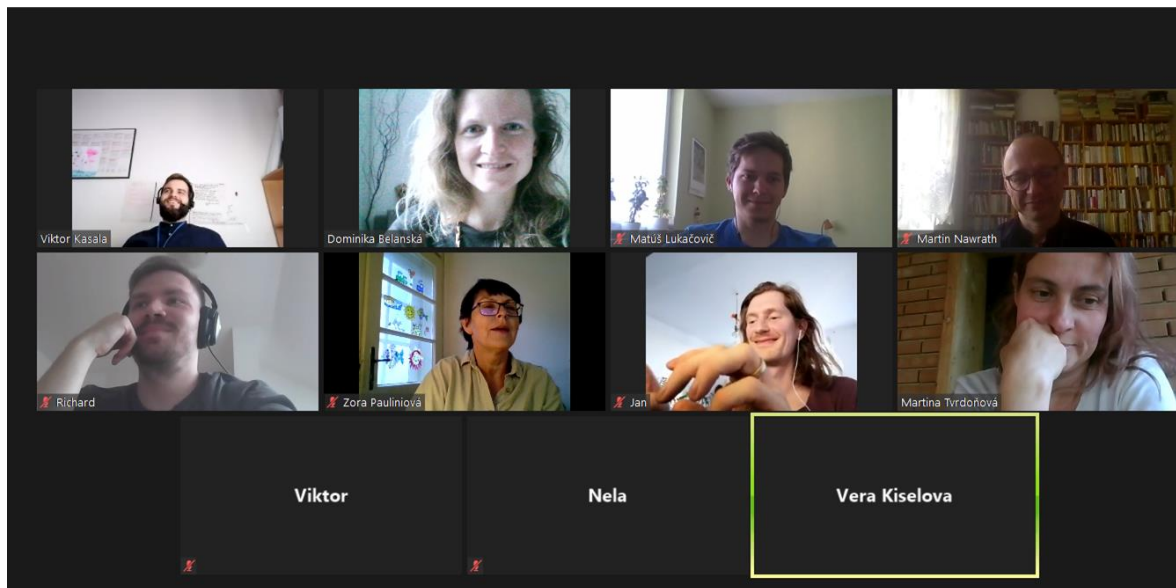 Viktor Kasala
Dominika Belanská
Matúš Lukačovič
Martin Nawrath
Richard
Zora Pauliniová
Jan
Martina Tvrdoňová
Viktor
Nela
Vera Kiselova